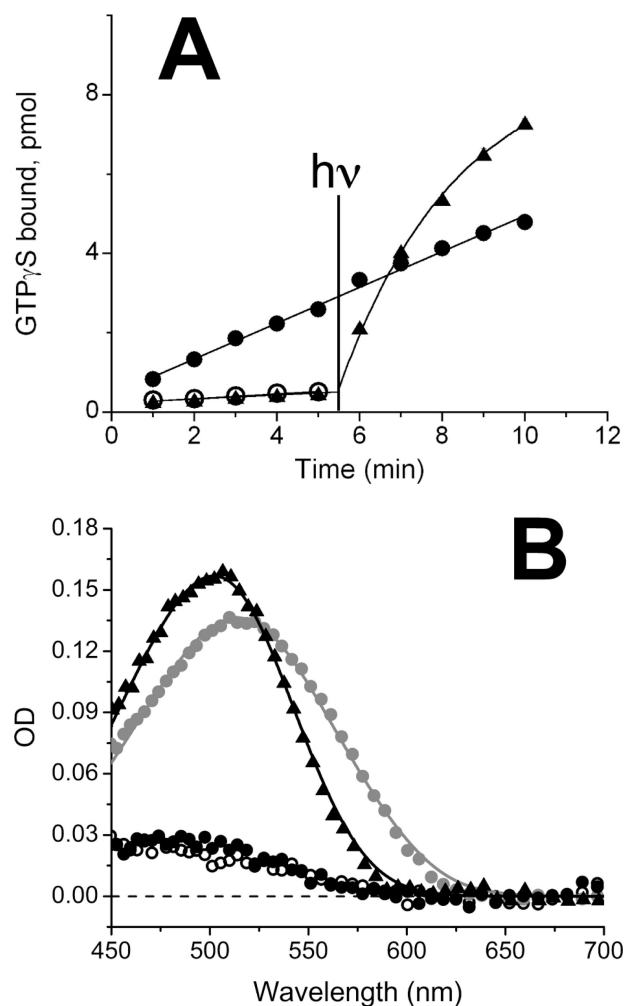 A
8
4
0
GTPγS bound, pmol
hν
0 2 4 6 8 10 12
Time (min)
B
0.18
0.15
0.12
0.09
0.06
0.03
0.00
OD
450 500 550 600 650 700
Wavelength (nm)